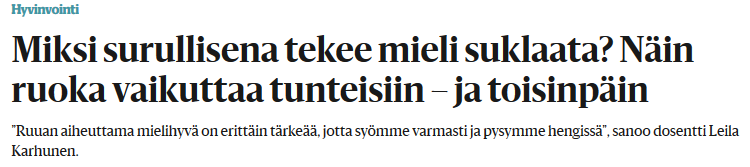 Hyvinvointi
Miksi surullisena tekee mieli suklaata? Näin
ruoka vaikuttaa tunteisiin – ja toisinpäin
"Ruuan aiheuttama mielihyvä on erittäin tärkeää, jotta syömme varmasti ja pysymme hengissä", sanoo dosentti Leila
Karhunen.